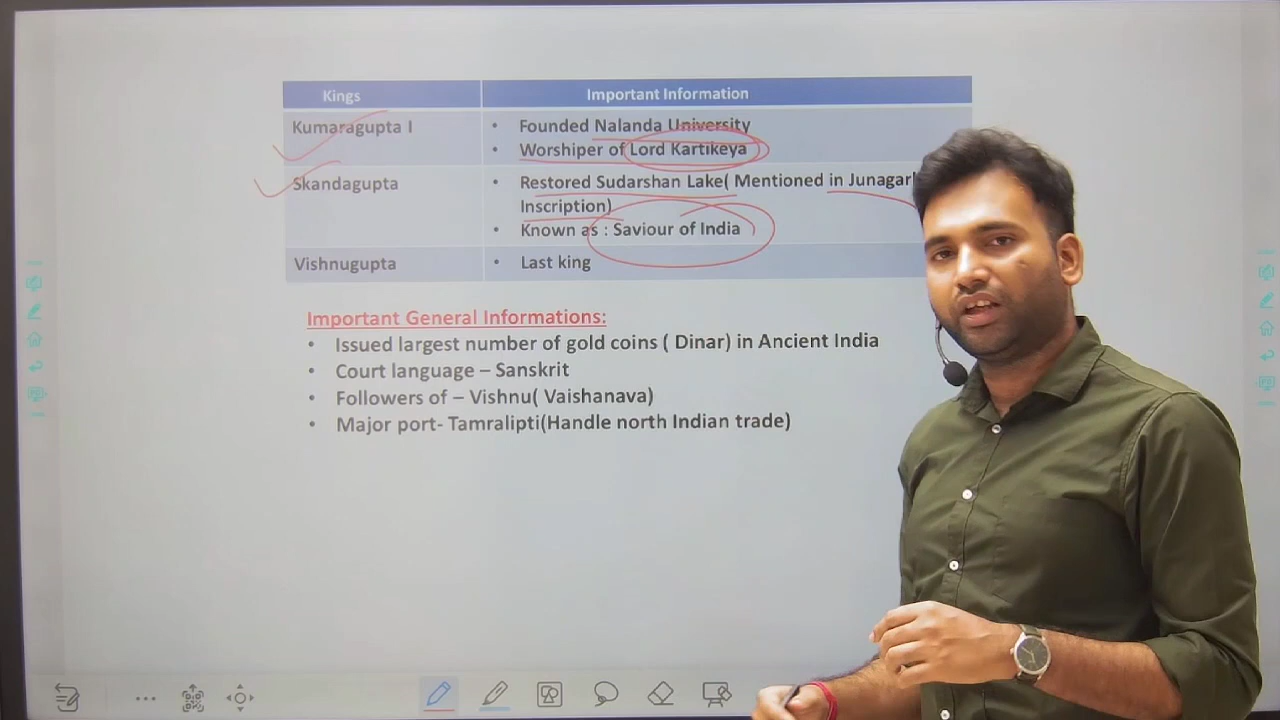 Kings Important Information
Kumaragupta I • Founded Nalanda University
• Worshiper of Lord Kartikeya
Skandagupta • Restored Sudarshan Lake( Mentioned in
Inscription)
• Known as : Saviour of India
Vishnugupta • Last king
Important General Informations:
• Issued largest number of gold coins ( Dinar) in Ancient India
• Court language – Sanskrit
• Followers of – Vishnu( Vaishanava)
• Major port- Tamralipti(Handle north Indian trade)